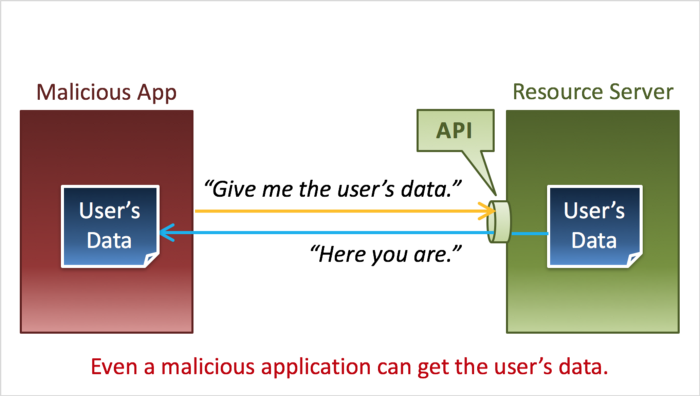 Malicious App
Resource Server
API
“Give me the user’s data.”
User’s
Data
User’s
Data
“Here you are.”
Even a malicious application can get the user’s data.